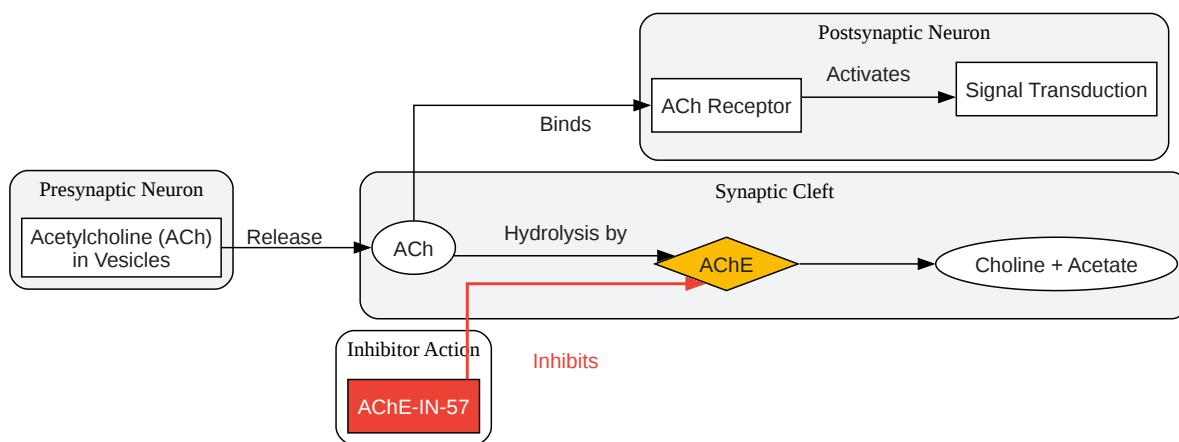 Postsynaptic Neuron
Activates
ACh Receptor
Signal Transduction
Binds
Presynaptic Neuron
Synaptic Cleft
Acetylcholine (ACh)
in Vesicles
Release
ACh
Hydrolysis by
AChE
Choline + Acetate
Inhibitor Action
Inhibits
AChE-IN-57